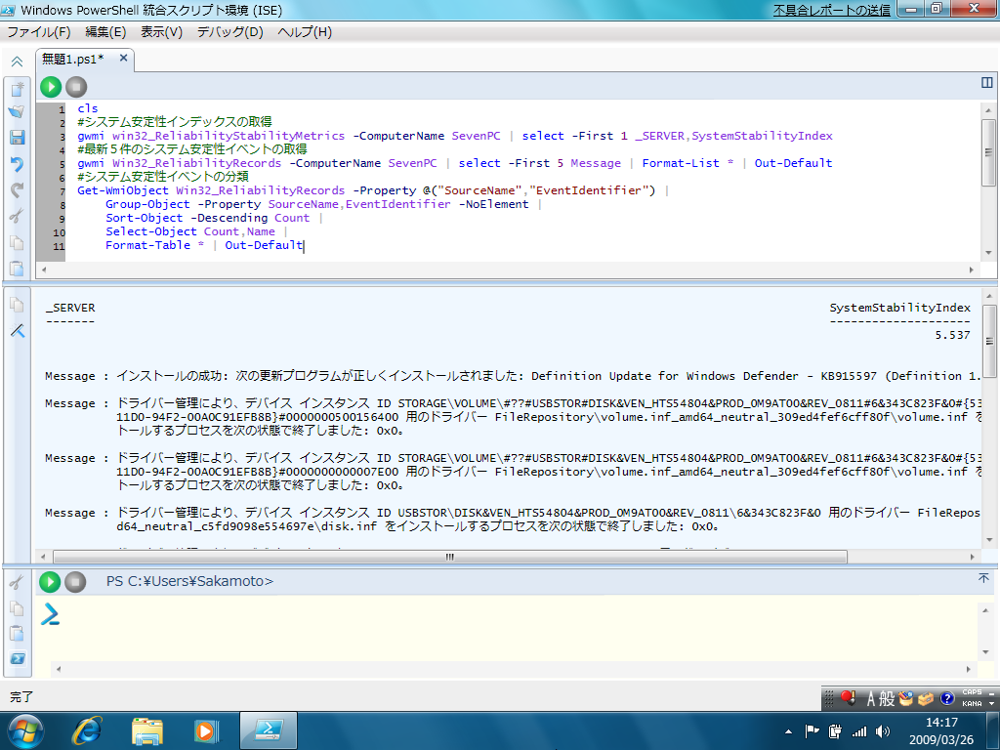 Windows PowerShell 統合スクリプト環境 (ISE)
不具合レポートの送信
ファイル(F) 編集(E) 表示(V) デバッグ(D) ヘルプ(H)
無題1.ps1*
1 cls
2 #システム安定性インデックスの取得
3 gwmi win32_ReliabilityStabilityMetrics -ComputerName SevenPC | select -First 1 _SERVER,SystemStabilityIndex
4 #最新５件のシステム安定性イベントの取得
5 gwmi Win32_ReliabilityRecords -ComputerName SevenPC | select -First 5 Message | Format-List * | Out-Default
6 #システム安定性イベントの分類
7 Get-WmiObject Win32_ReliabilityRecords -Property @("SourceName","EventIdentifier") |
8 Group-Object -Property SourceName,EventIdentifier -NoElement |
9 Sort-Object -Descending Count |
10 Select-Object Count,Name |
11 Format-Table * | Out-Default
_SERVER SystemStabilityIndex
------- --------------------
5.537
Message : インストールの成功: 次の更新プログラムが正しくインストールされました: Definition Update for Windows Defender - KB915597 (Definition 1.
Message : ドライバー管理により、デバイス インスタンス ID STORAGE\VOLUME\#??#USBSTOR#DISK&VEN_HTS54804&PROD_0M9AT00&REV_0811#6&343C823F&0#{53
11D0-94F2-00A0C91EFB8B}#0000000500156400 用のドライバー FileRepository\volume.inf_amd64_neutral_309ed4fef6cff80f\volume.inf を
トールするプロセスを次の状態で終了しました: 0x0。
Message : ドライバー管理により、デバイス インスタンス ID STORAGE\VOLUME\#??#USBSTOR#DISK&VEN_HTS54804&PROD_0M9AT00&REV_0811#6&343C823F&0#{53
11D0-94F2-00A0C91EFB8B}#0000000000007E00 用のドライバー FileRepository\volume.inf_amd64_neutral_309ed4fef6cff80f\volume.inf を
トールするプロセスを次の状態で終了しました: 0x0。
Message : ドライバー管理により、デバイス インスタンス ID USBSTOR\DISK&VEN_HTS54804&PROD_0M9AT00&REV_0811\6&343C823F&0 用のドライバー FileRepos
d64_neutral_c5fd9098e554697e\disk.inf をインストールするプロセスを次の状態で終了しました: 0x0。
PS C:¥Users¥Sakamoto>
完了
A 般 CAPS
KANA
14:17
2009/03/26